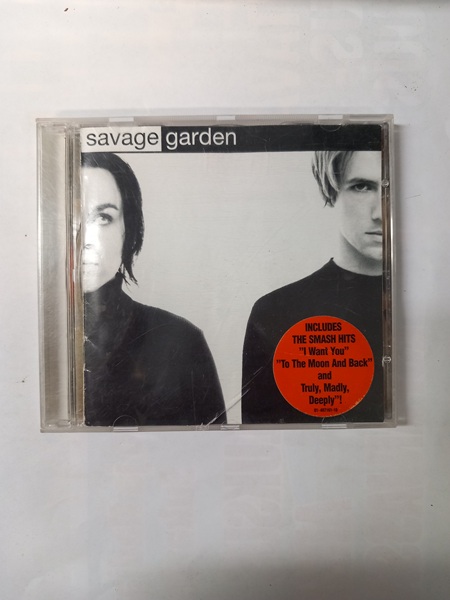 savage garden
INCLUDES
THE SMASH HITS
"I Want You"
"To The Moon And Back"
and
Truly, Madly,
Deeply"!